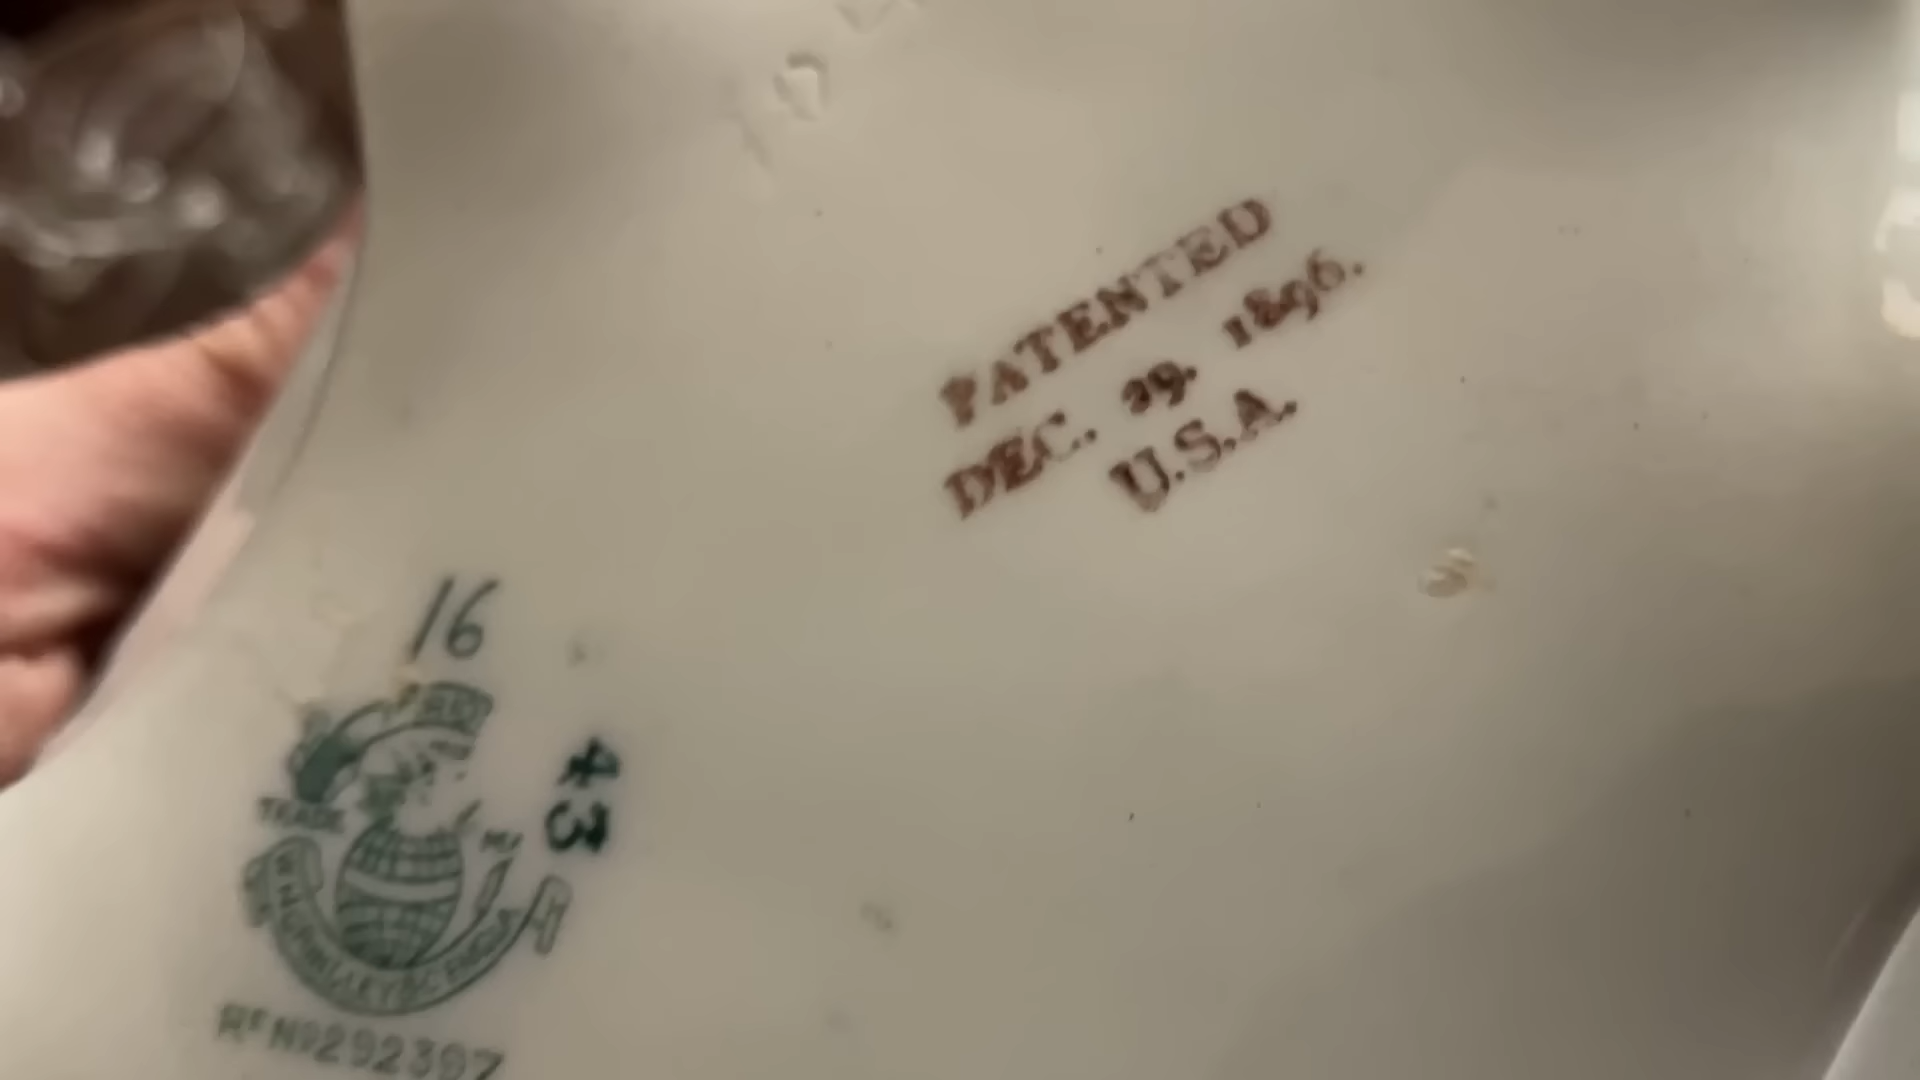 PATENTED
DEC. 29. 1896.
U.S.A.
16
43
TRADE
Rᴰ Nº 292397